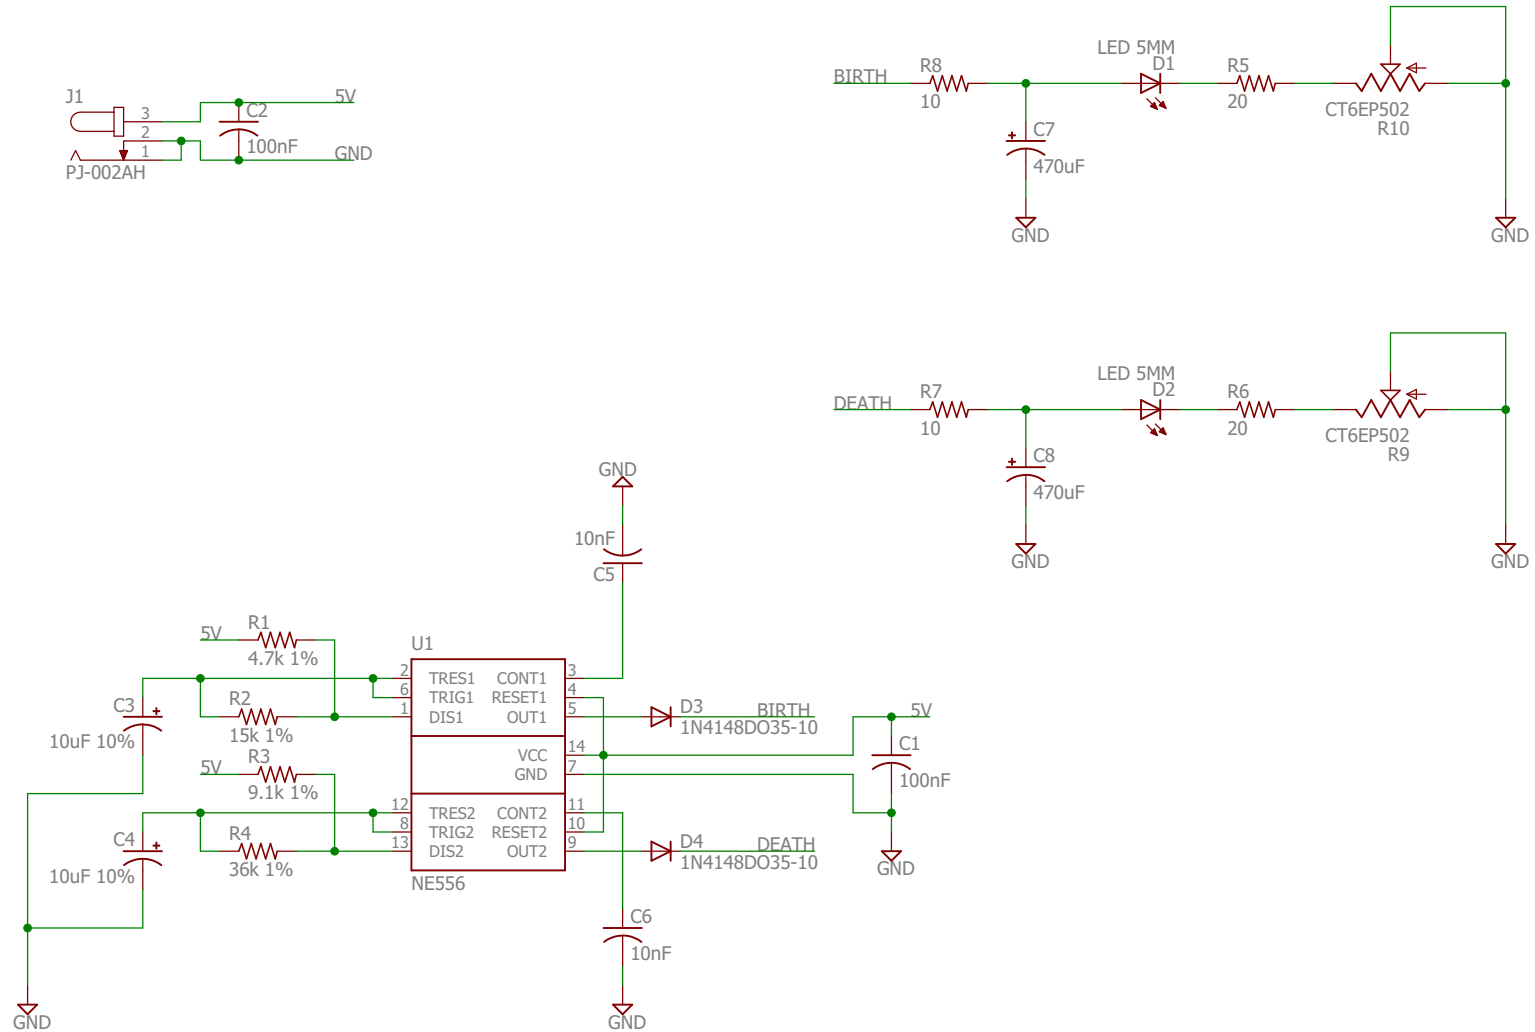 J1
3
2
1
PJ-002AH
5V
C2
100nF
GND
BIRTH
R8
10
C7
470uF
GND
LED 5MM
D1
R5
20
CT6EP502
R10
GND
DEATH
R7
10
C8
470uF
GND
LED 5MM
D2
R6
20
CT6EP502
R9
GND
GND
10nF
C5
5V
R1
4.7k 1%
C3
10uF 10%
R2
15k 1%
5V
R3
9.1k 1%
C4
10uF 10%
R4
36k 1%
GND
U1
2 TRES1 CONT1 3
6 TRIG1 RESET1 4
1 DIS1 OUT1 5
VCC 14
GND 7
12 TRES2 CONT2 11
8 TRIG2 RESET2 10
13 DIS2 OUT2 9
NE556
D3 BIRTH
1N4148DO35-10
5V
C1
100nF
GND
D4 DEATH
1N4148DO35-10
C6
10nF
GND